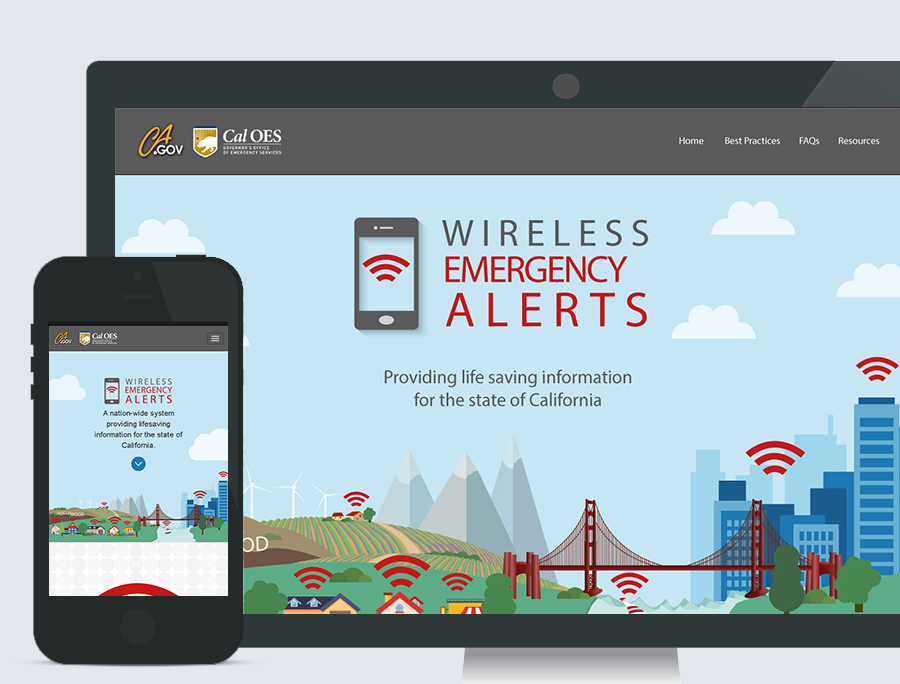 CA.GOV
Cal OES
GOVERNOR'S OFFICE
OF EMERGENCY SERVICES
Home Best Practices FAQs Resources
WIRELESS
EMERGENCY
ALERTS
Providing life saving information
for the state of California
OD
CA.GOV
Cal OES
WIRELESS
EMERGENCY
ALERTS
A nation-wide system
providing lifesaving
information for the state of
California.
HOLLYWOOD